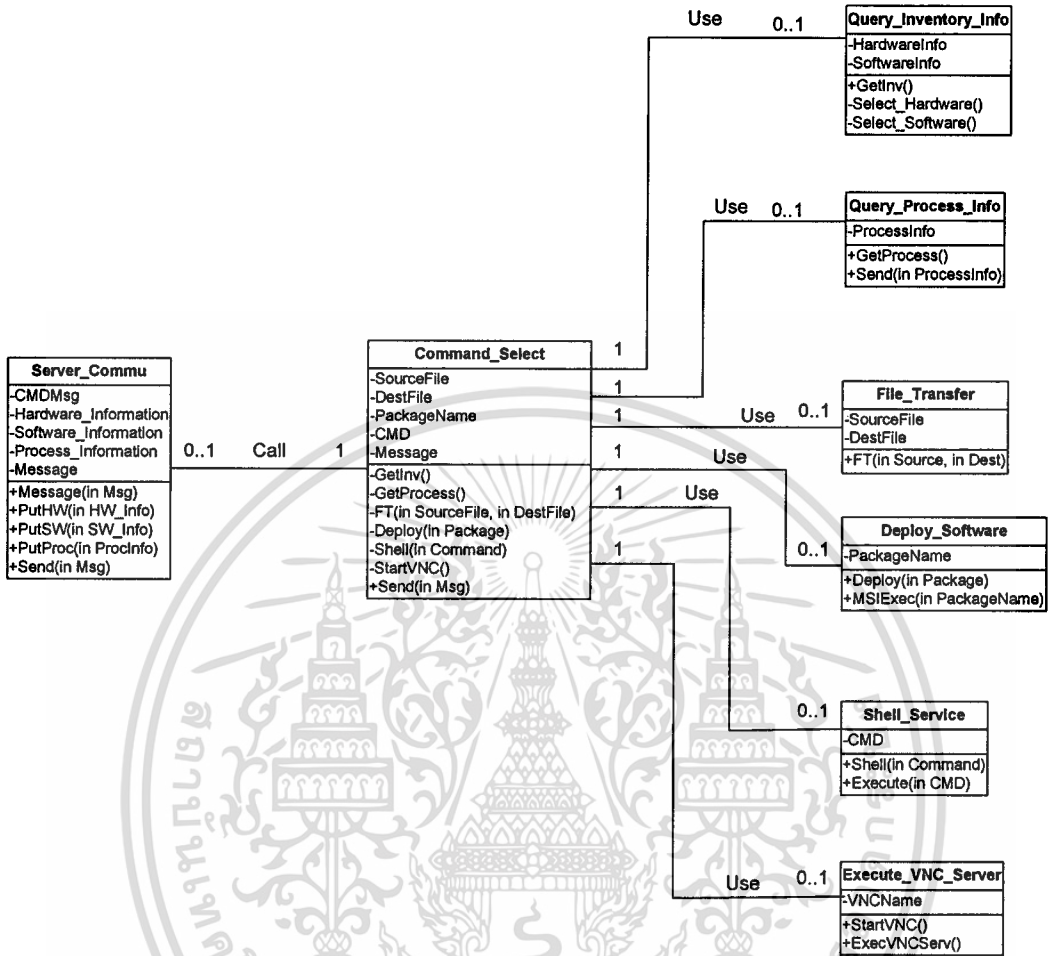 Use 0..1
Query_Inventory_Info
-HardwareInfo
-SoftwareInfo
+GetInv()
-Select_Hardware()
-Select_Software()
Use 0..1
Query_Process_Info
-ProcessInfo
+GetProcess()
+Send(in ProcessInfo)
Server_Commu
-CMDMsg
-Hardware_Information
-Software_Information
-Process_Information
-Message
+Message(in Msg)
+PutHW(in HW_Info)
+PutSW(in SW_Info)
+PutProc(in ProcInfo)
+Send(in Msg)
0..1 Call 1
Command_Select
-SourceFile
-DestFile
-PackageName
-CMD
-Message
-GetInv()
-GetProcess()
-FT(in SourceFile, in DestFile)
-Deploy(in Package)
-Shell(in Command)
-StartVNC()
+Send(in Msg)
1
1
1 Use 0..1
File_Transfer
-SourceFile
-DestFile
+FT(in Source, in Dest)
1 Use
0..1
Deploy_Software
-PackageName
+Deploy(in Package)
+MSIExec(in PackageName)
1 Use
0..1
Shell_Service
-CMD
+Shell(in Command)
+Execute(in CMD)
1
Use 0..1
Execute_VNC_Server
-VNCName
+StartVNC()
+ExecVNCServ()